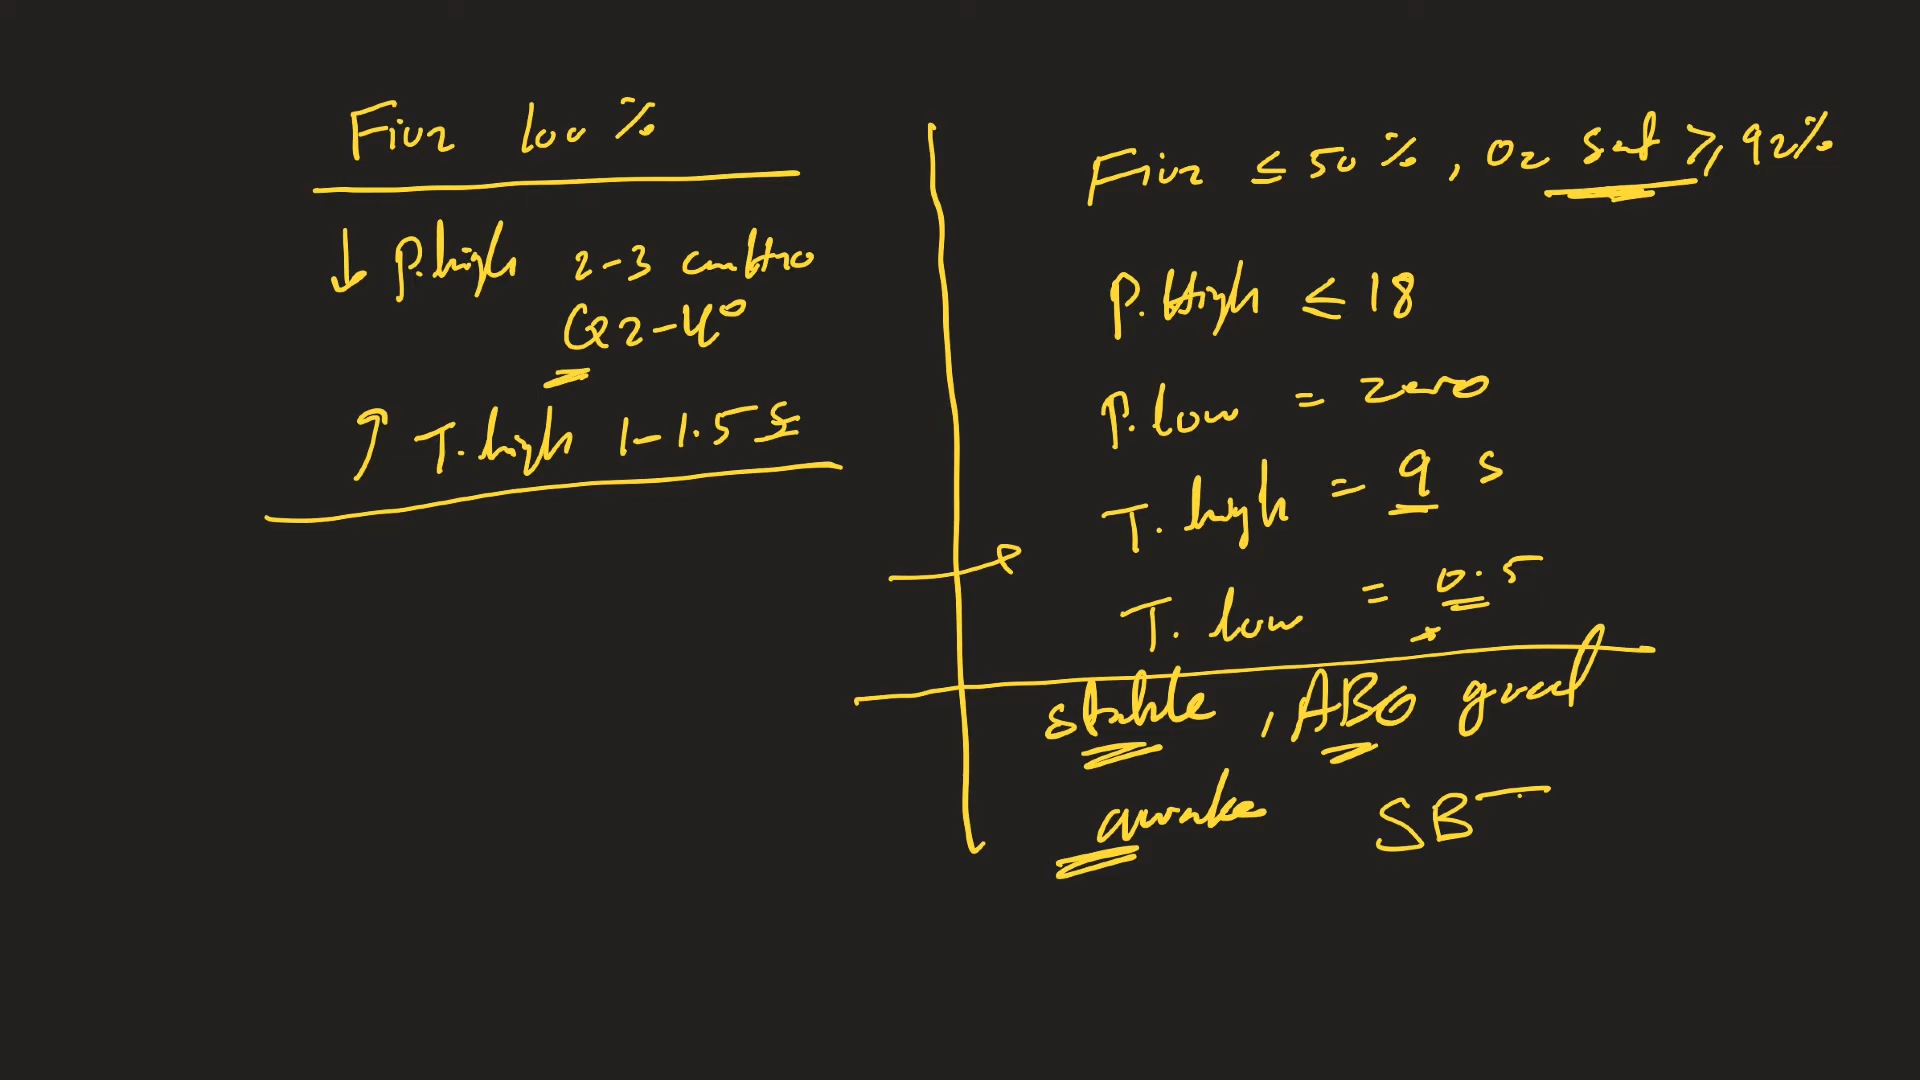 Fio2 100%
↓ P.high 2-3 cmH2O
Q2-4°
↑ T.high 1-1.5 s
Fio2 ≤ 50%, O2 sat ≥ 92%
P.High ≤ 18
P.low = zero
T.high = 9 s
T.low = 0.5
stable, ABG good
awake SBT